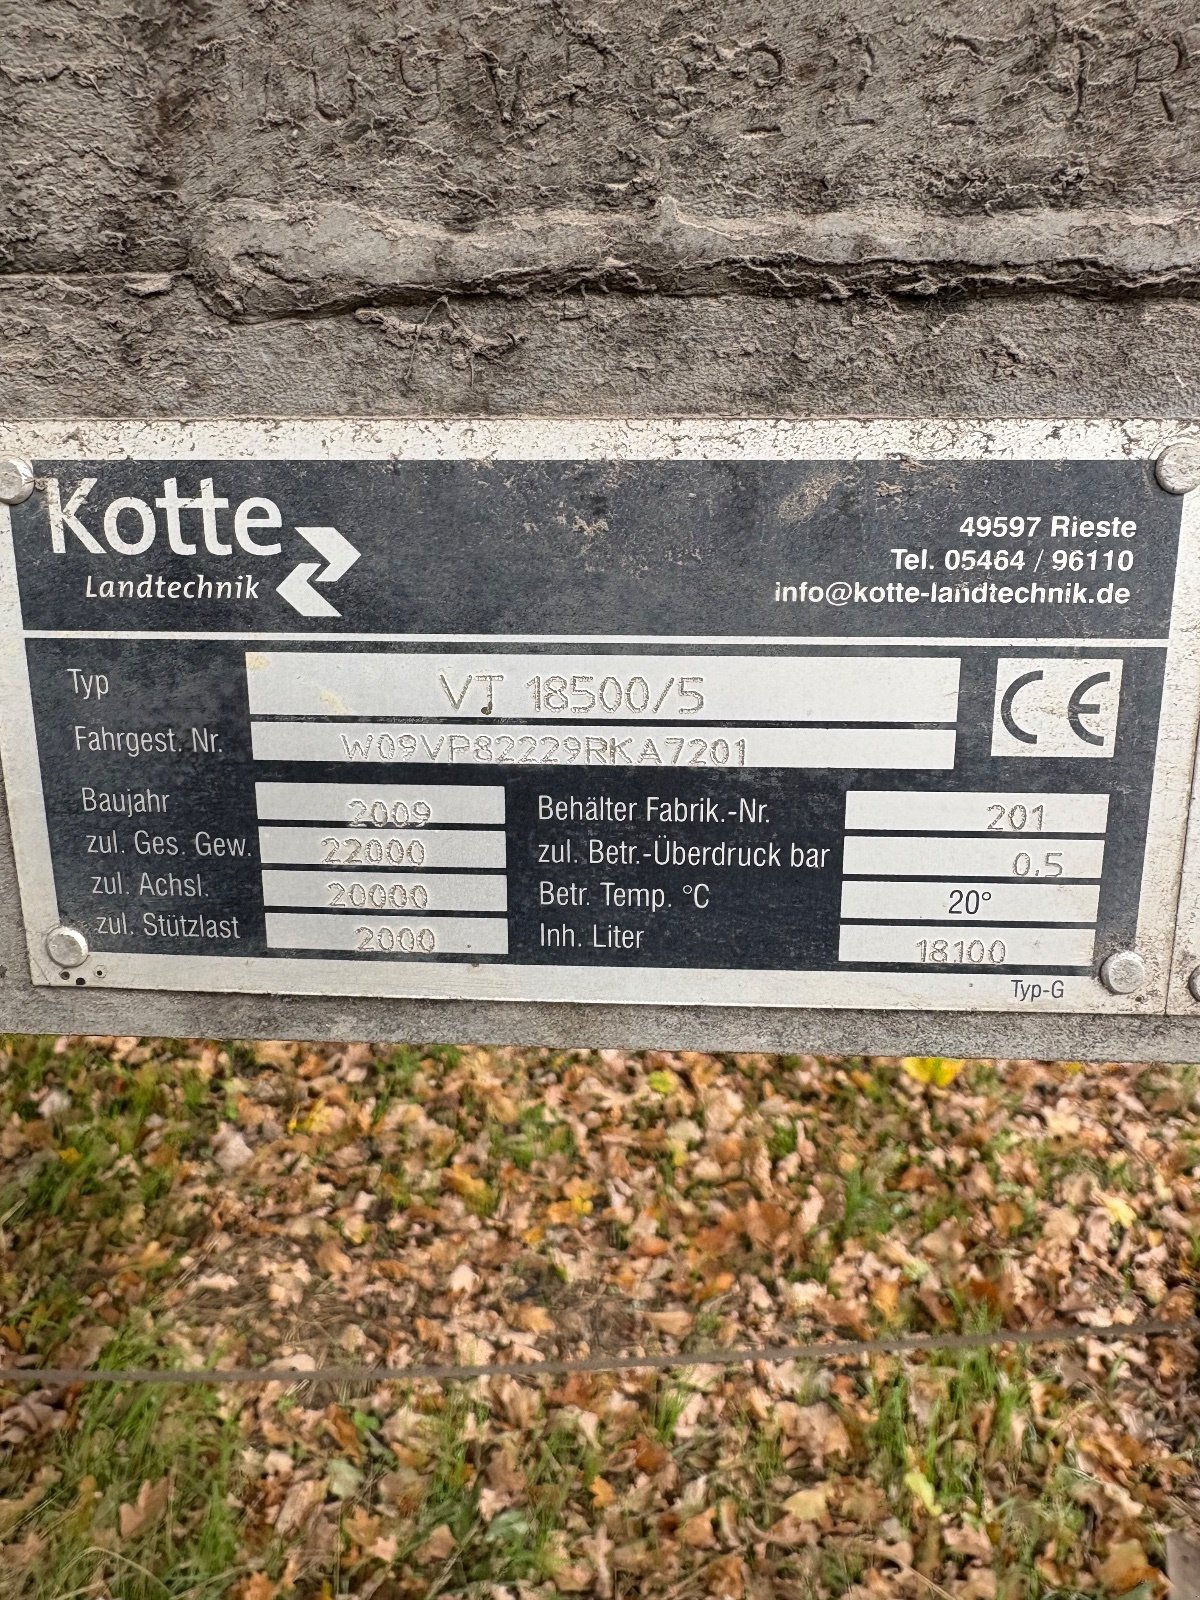 Kotte
Landtechnik
49597 Rieste
Tel. 05464 / 96110
info@kotte-landtechnik.de
Typ VT 18500/5
CE
Fahrgest. Nr. W09VP82229RKA7201
Baujahr 2009
zul. Ges. Gew. 22000
zul. Achsl. 20000
zul. Stützlast 2000
Behälter Fabrik.-Nr. 201
zul. Betr.-Überdruck bar 0.5
Betr. Temp. °C 20°
Inh. Liter 18100
Typ-G